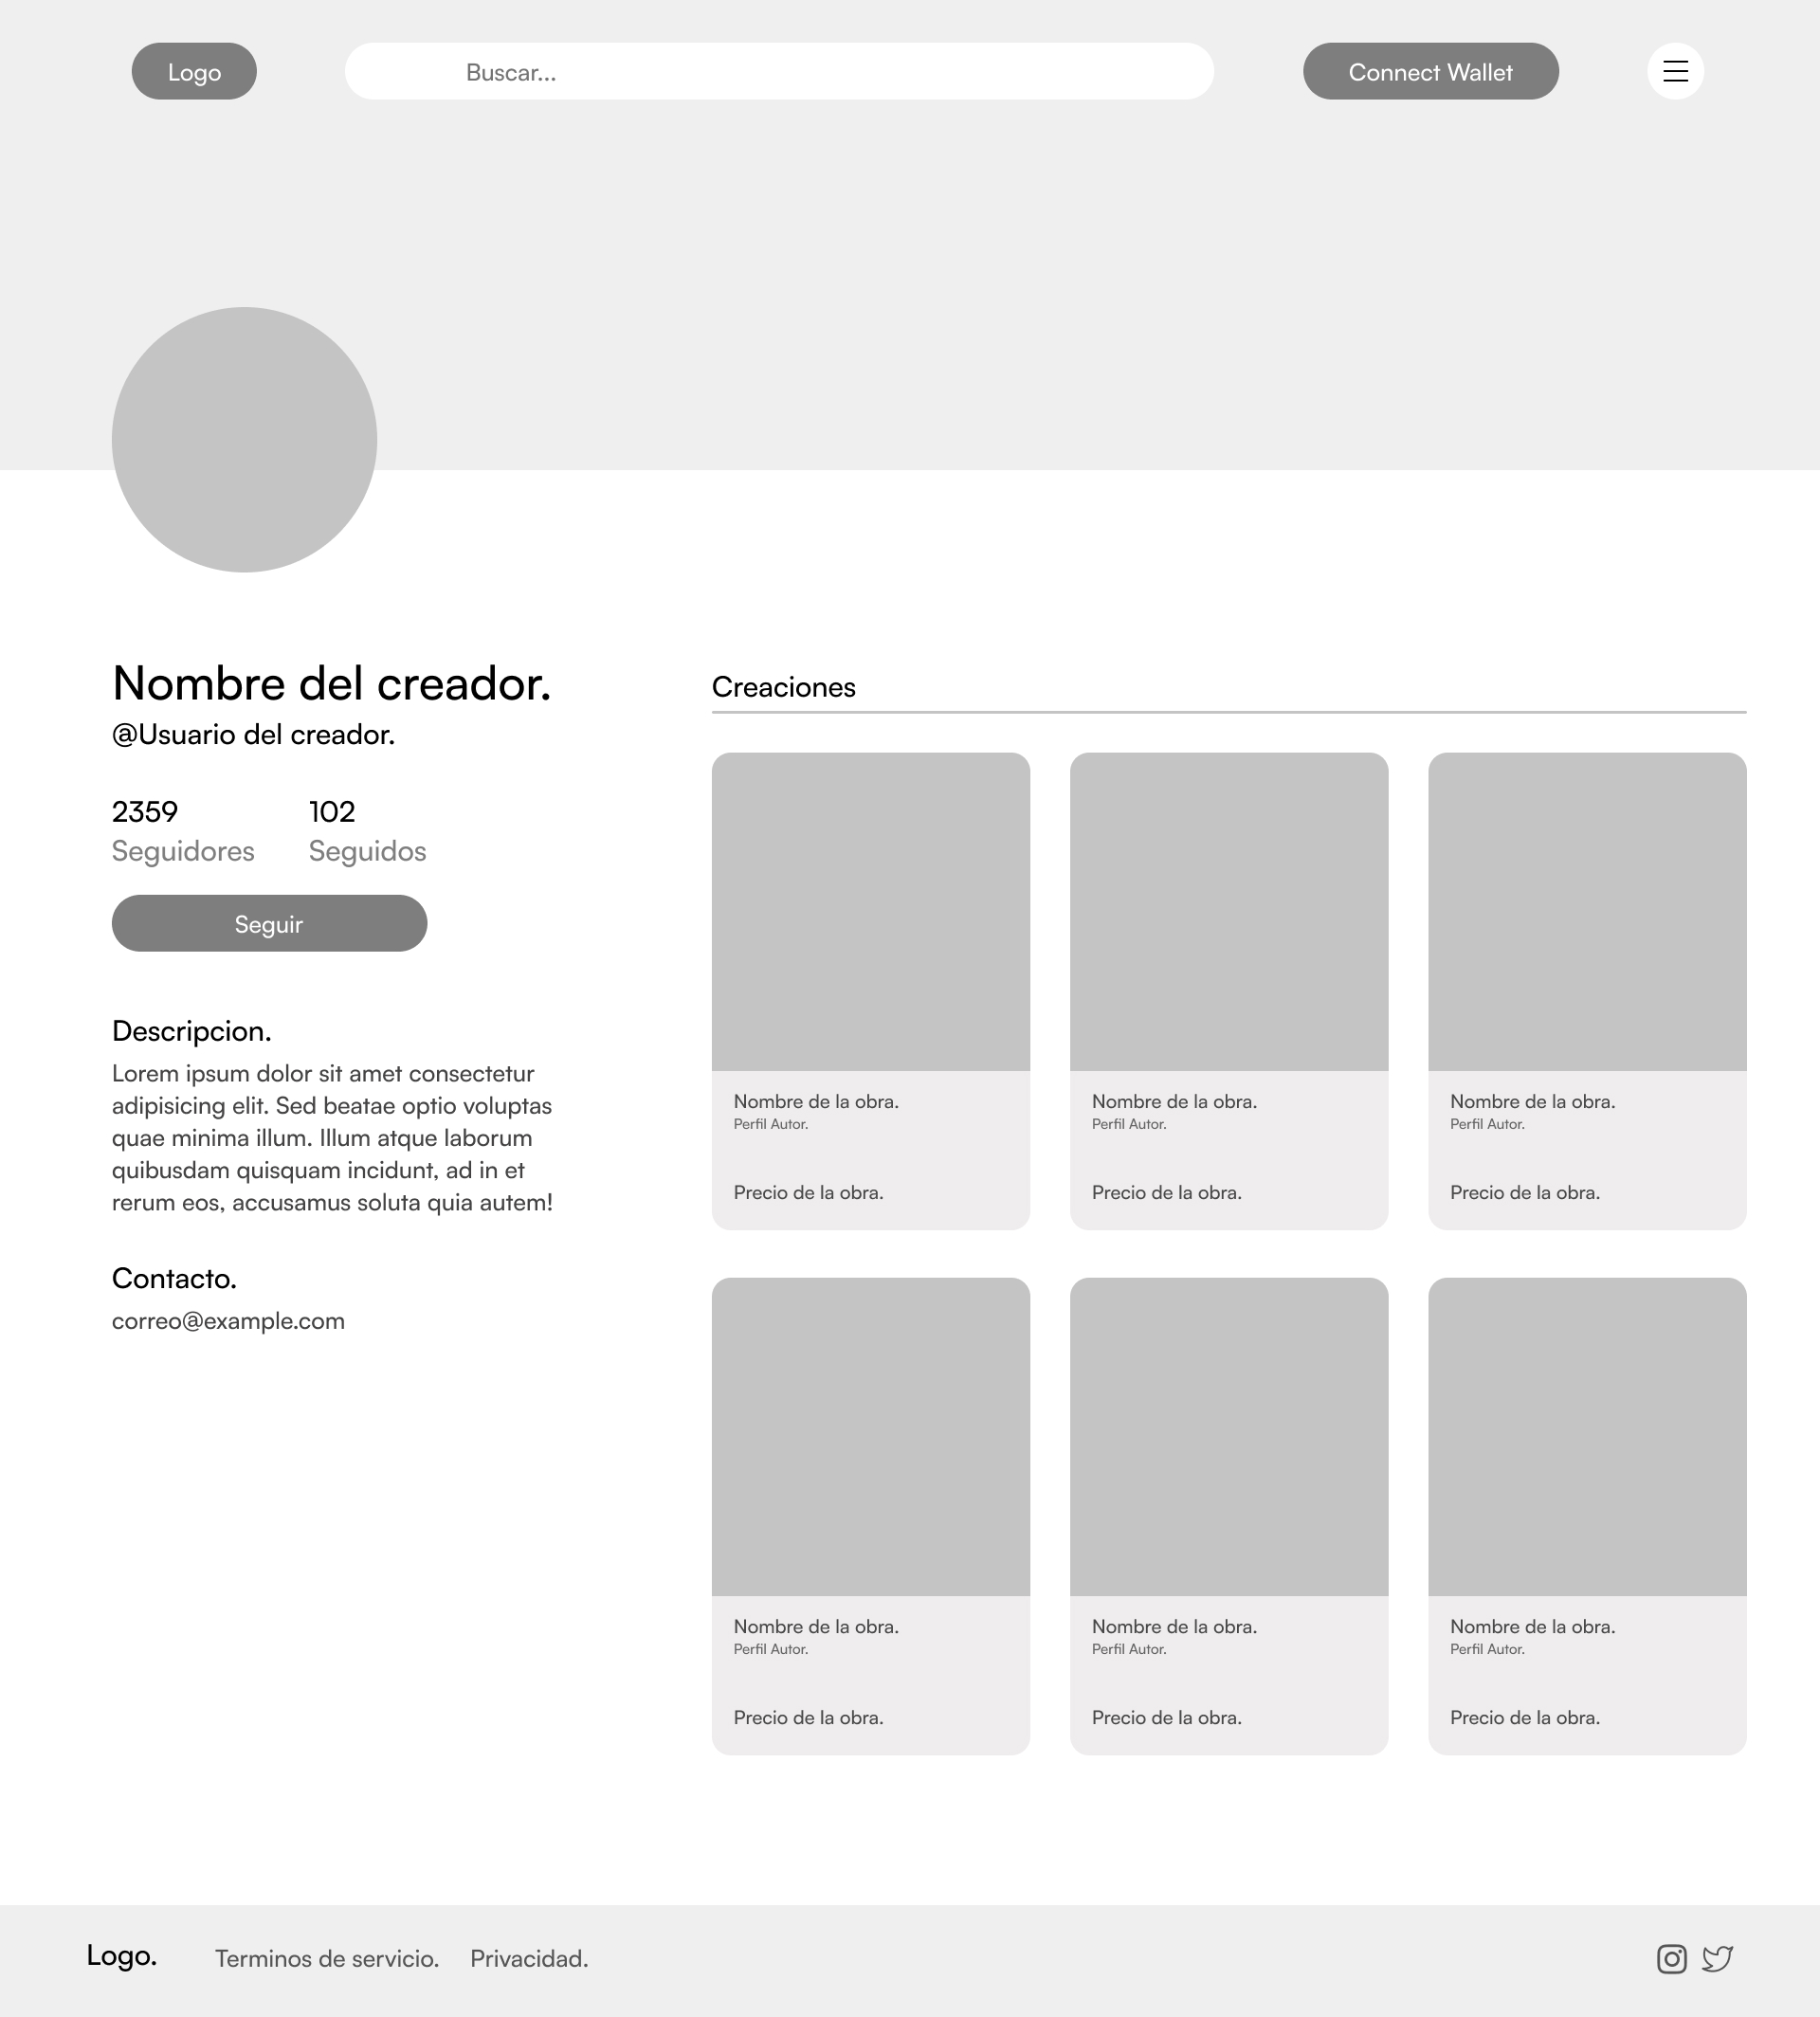 Logo
Buscar...
Connect Wallet
Nombre del creador.
@Usuario del creador.
2359
Seguidores
102
Seguidos
Seguir
Descripcion.
Lorem ipsum dolor sit amet consectetur
adipisicing elit. Sed beatae optio voluptas
quae minima illum. Illum atque laborum
quibusdam quisquam incidunt, ad in et
rerum eos, accusamus soluta quia autem!
Contacto.
correo@example.com
Creaciones
Nombre de la obra.
Perfil Autor.
Precio de la obra.
Nombre de la obra.
Perfil Autor.
Precio de la obra.
Nombre de la obra.
Perfil Autor.
Precio de la obra.
Nombre de la obra.
Perfil Autor.
Precio de la obra.
Nombre de la obra.
Perfil Autor.
Precio de la obra.
Nombre de la obra.
Perfil Autor.
Precio de la obra.
Logo.
Terminos de servicio.
Privacidad.